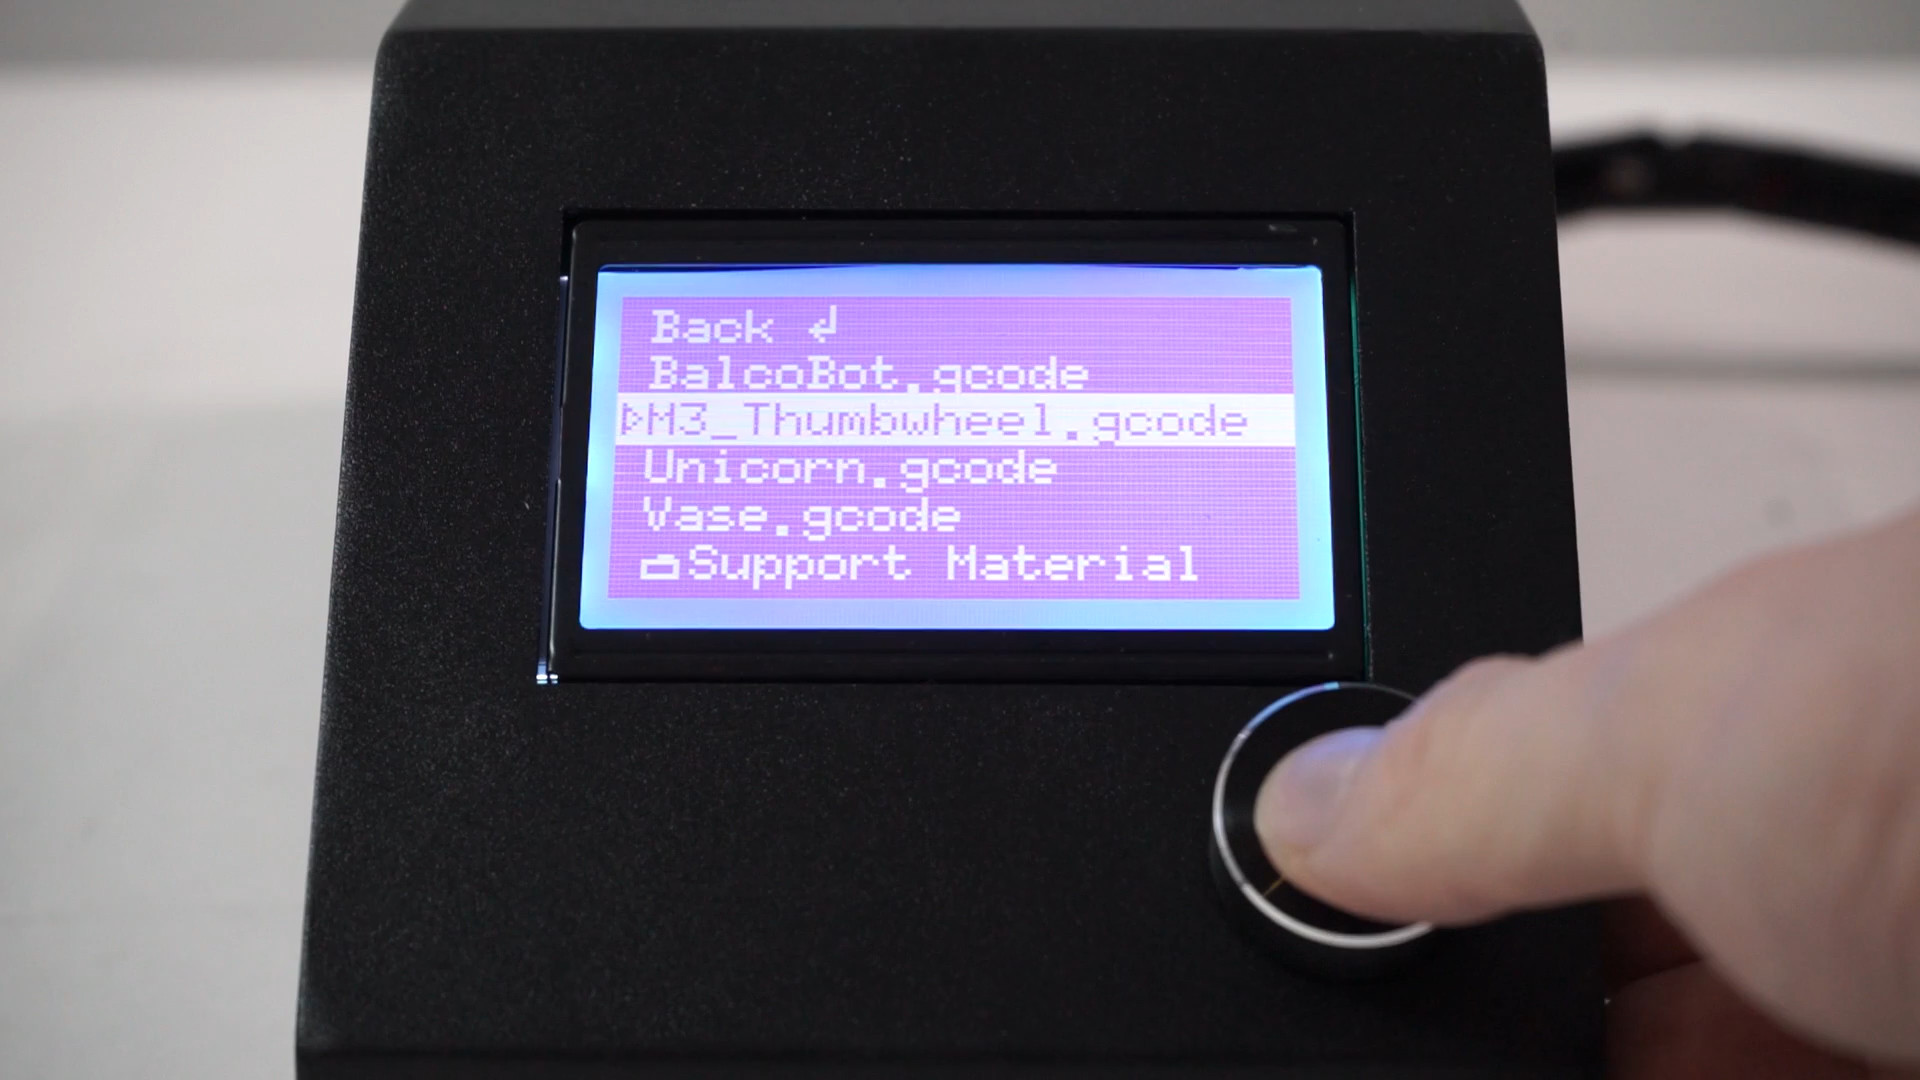 Back
BalcoBot.gcode
M3_Thumbwheel.gcode
Unicorn.gcode
Vase.gcode
Support Material